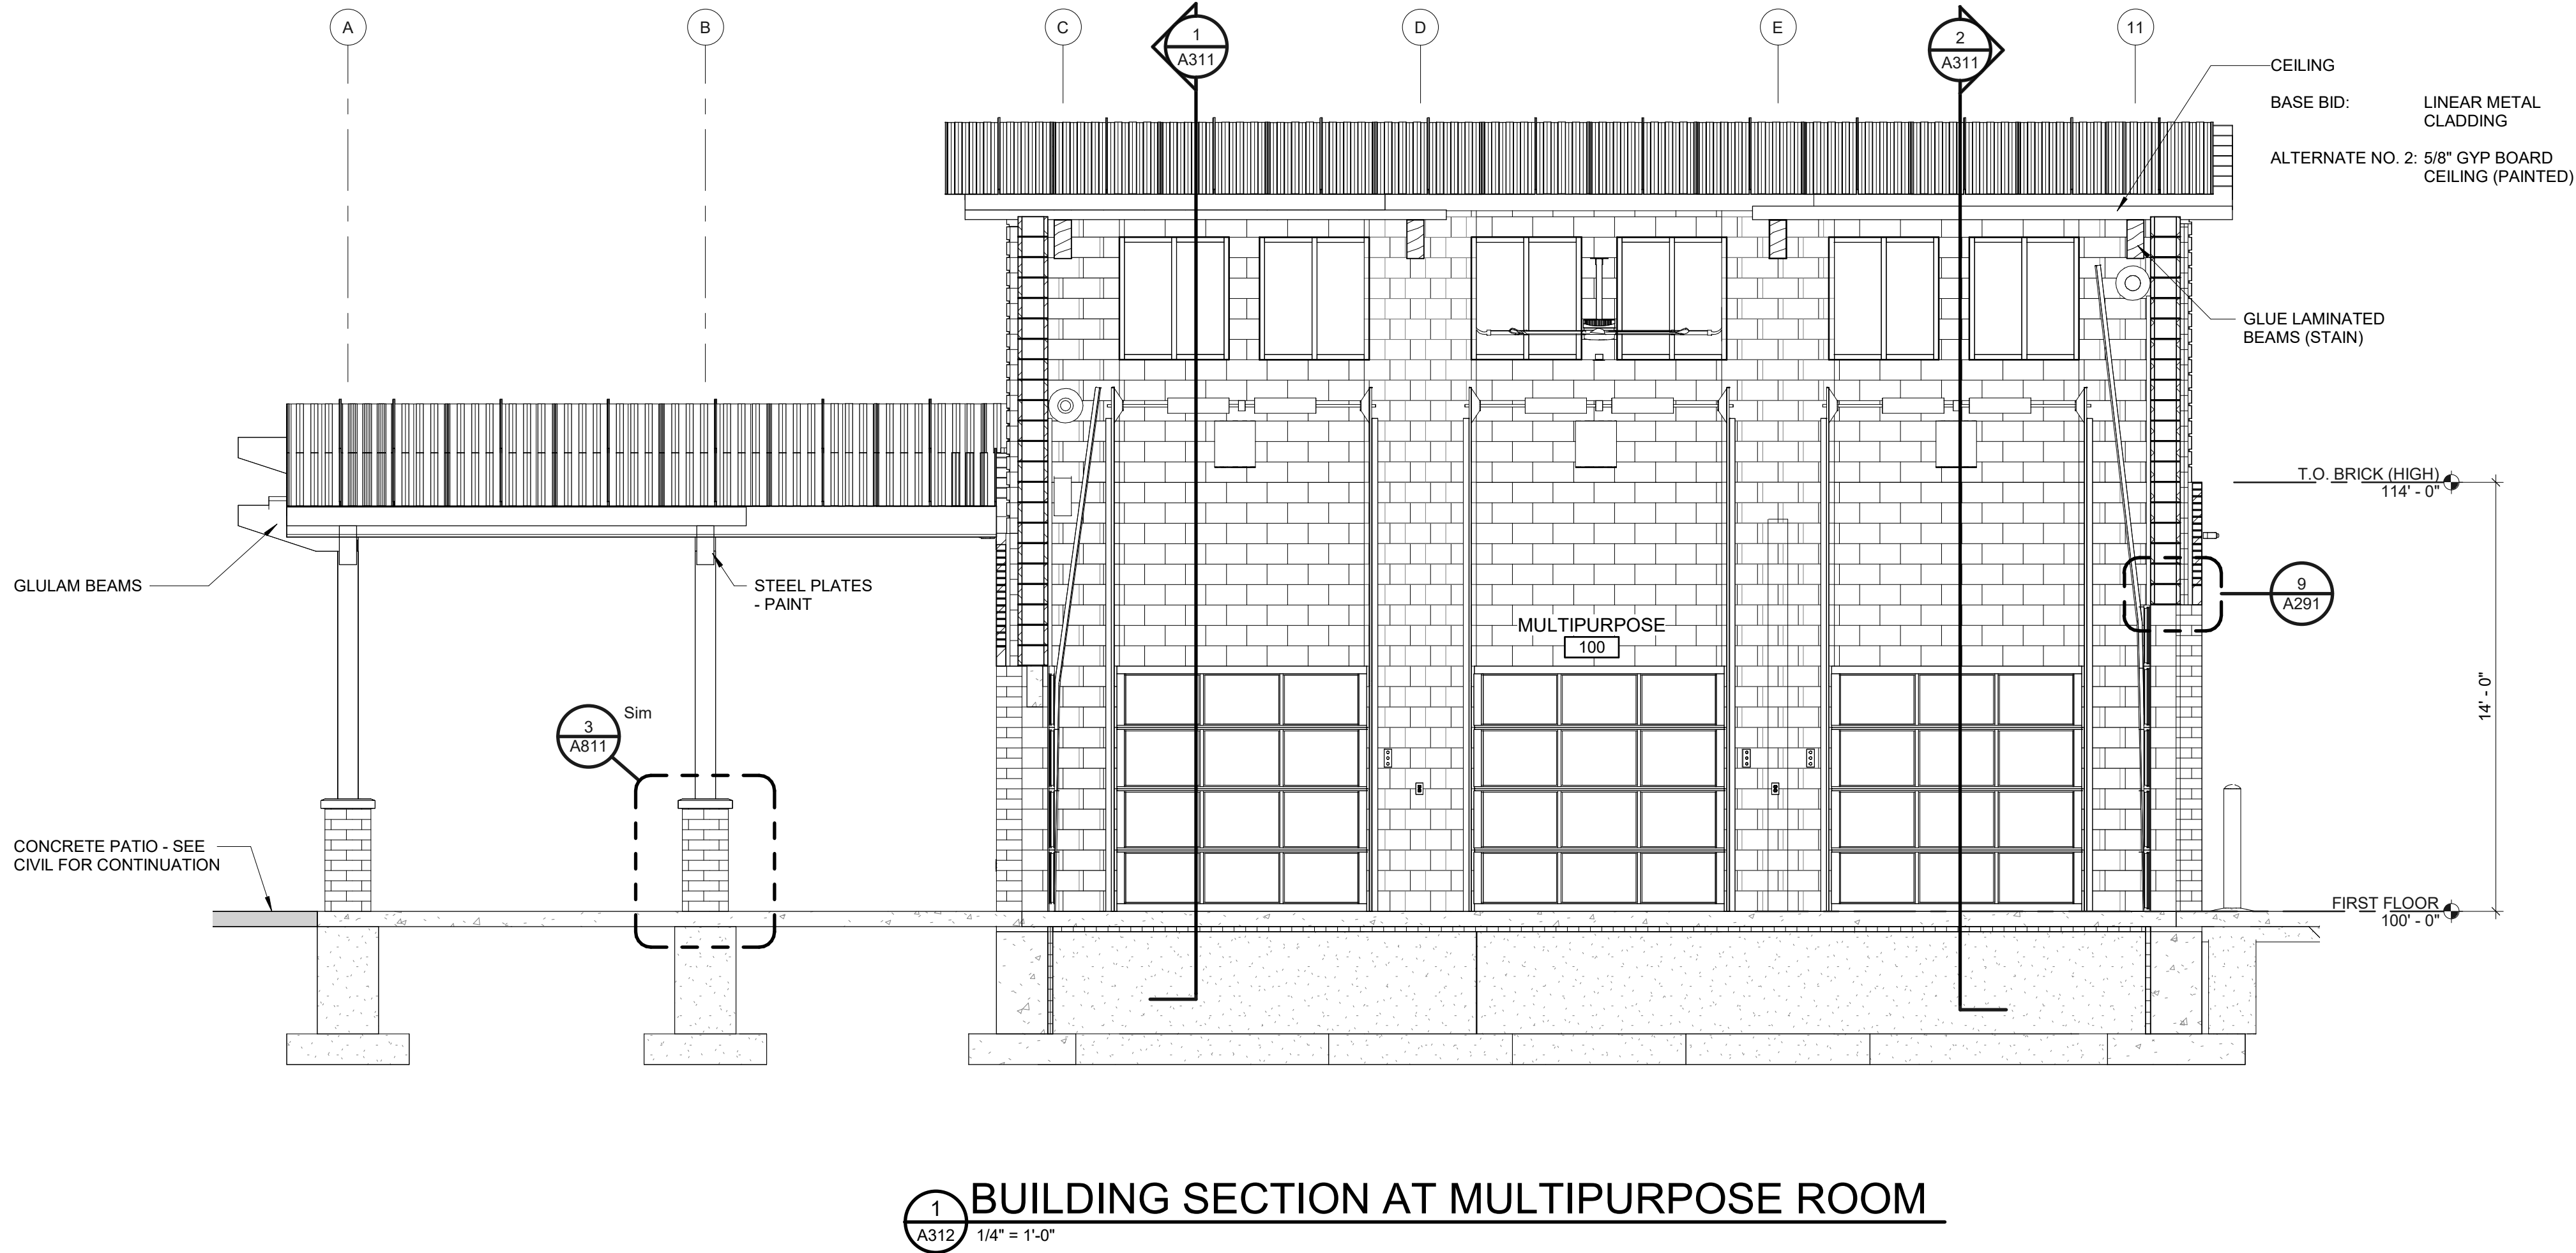 A
B
C
D
E
11
1
A311
2
A311
CEILING
BASE BID: LINEAR METAL
CLADDING
ALTERNATE NO. 2: 5/8" GYP BOARD
CEILING (PAINTED)
GLUE LAMINATED
BEAMS (STAIN)
T.O. BRICK (HIGH)
114' - 0"
GLULAM BEAMS
STEEL PLATES
- PAINT
9
A291
MULTIPURPOSE
100
14' - 0"
3
A811
Sim
CONCRETE PATIO - SEE
CIVIL FOR CONTINUATION
FIRST FLOOR
100' - 0"
1
A312
BUILDING SECTION AT MULTIPURPOSE ROOM
1/4" = 1'-0"